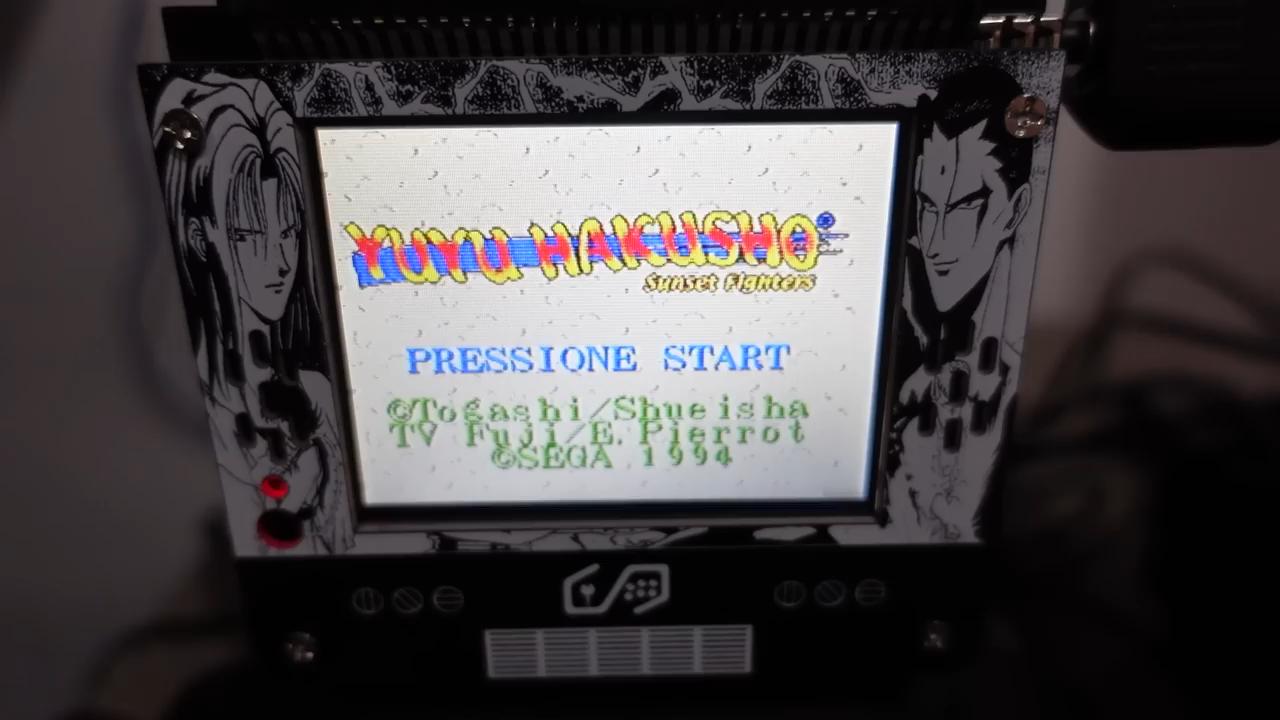 YUYU HAKUSHO
Sunset Fighters
PRESSIONE START
©Togashi/Shueisha
TV Fuji/E. Pierrot
©SEGA 1994